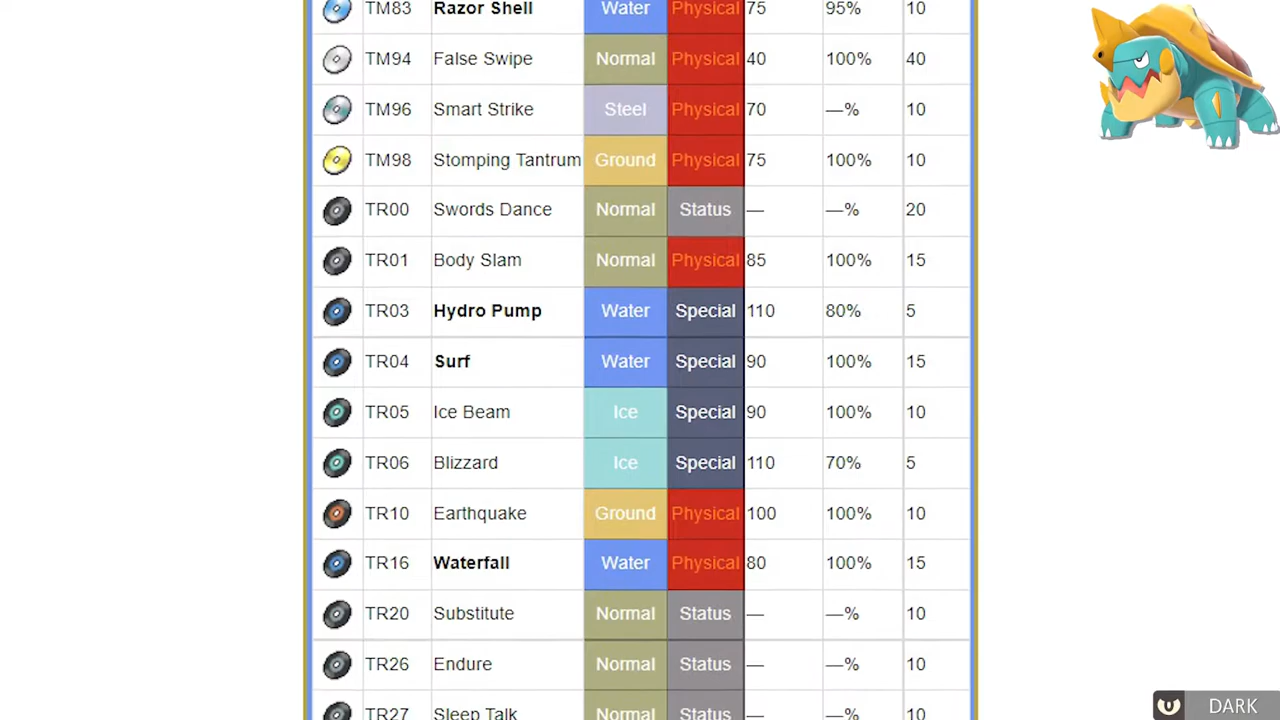 TM83 Razor Shell Water Physical 75 95% 10
TM94 False Swipe Normal Physical 40 100% 40
TM96 Smart Strike Steel Physical 70 —% 10
TM98 Stomping Tantrum Ground Physical 75 100% 10
TR00 Swords Dance Normal Status — —% 20
TR01 Body Slam Normal Physical 85 100% 15
TR03 Hydro Pump Water Special 110 80% 5
TR04 Surf Water Special 90 100% 15
TR05 Ice Beam Ice Special 90 100% 10
TR06 Blizzard Ice Special 110 70% 5
TR10 Earthquake Ground Physical 100 100% 10
TR16 Waterfall Water Physical 80 100% 15
TR20 Substitute Normal Status — —% 10
TR26 Endure Normal Status — —% 10
TR27 Sleep Talk Normal Status — —% 10
DARK